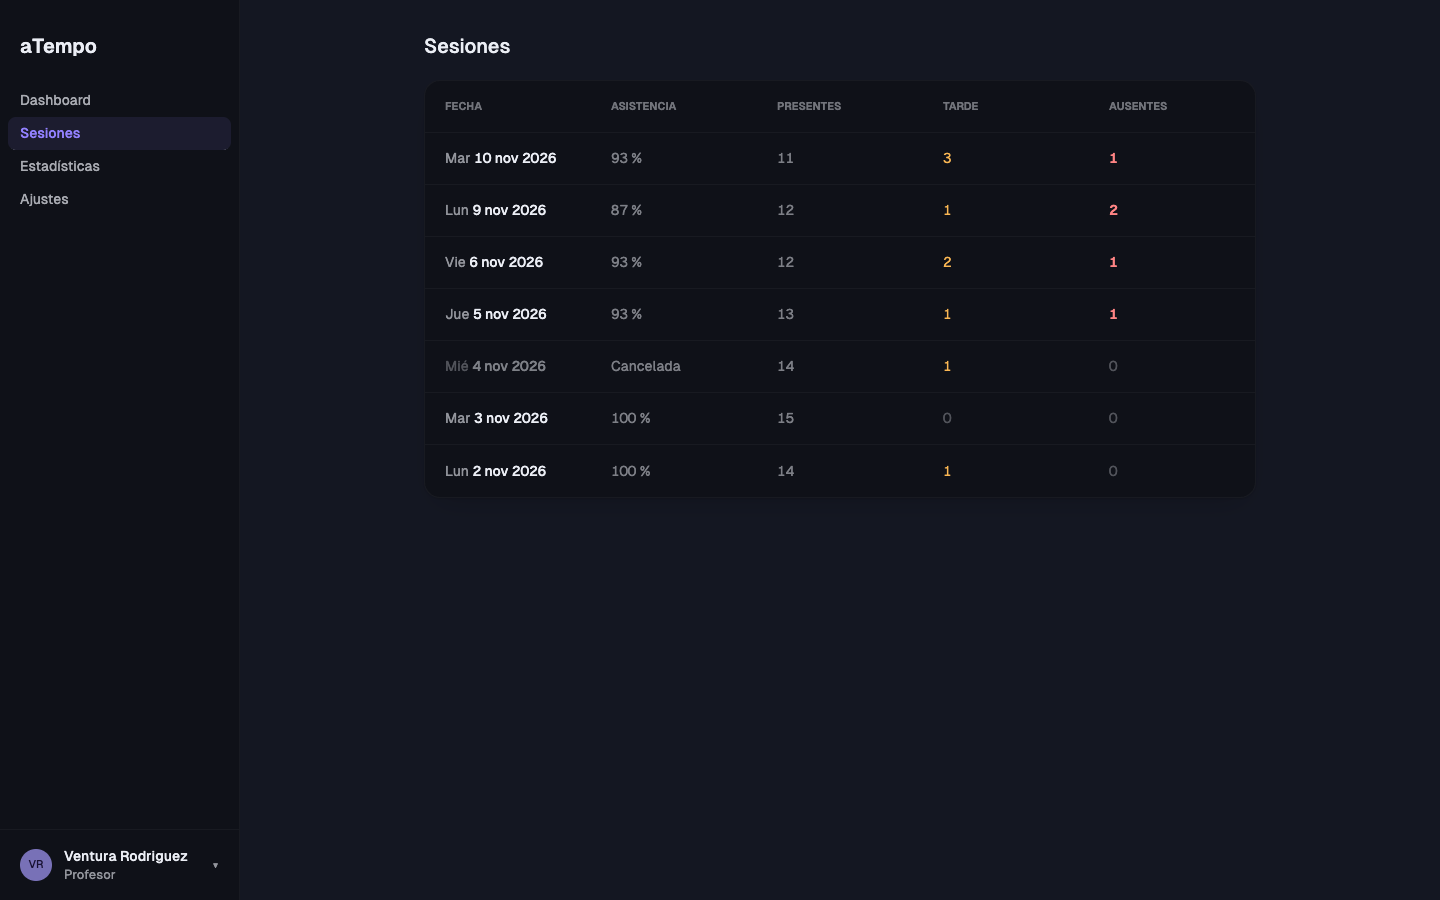 aTempo
Dashboard
Sesiones
Estadísticas
Ajustes
Sesiones
FECHA ASISTENCIA PRESENTES TARDE AUSENTES
Mar 10 nov 2026 93 % 11 3 1
Lun 9 nov 2026 87 % 12 1 2
Vie 6 nov 2026 93 % 12 2 1
Jue 5 nov 2026 93 % 13 1 1
Mié 4 nov 2026 Cancelada 14 1 0
Mar 3 nov 2026 100 % 15 0 0
Lun 2 nov 2026 100 % 14 1 0
VR
Ventura Rodriguez
Profesor